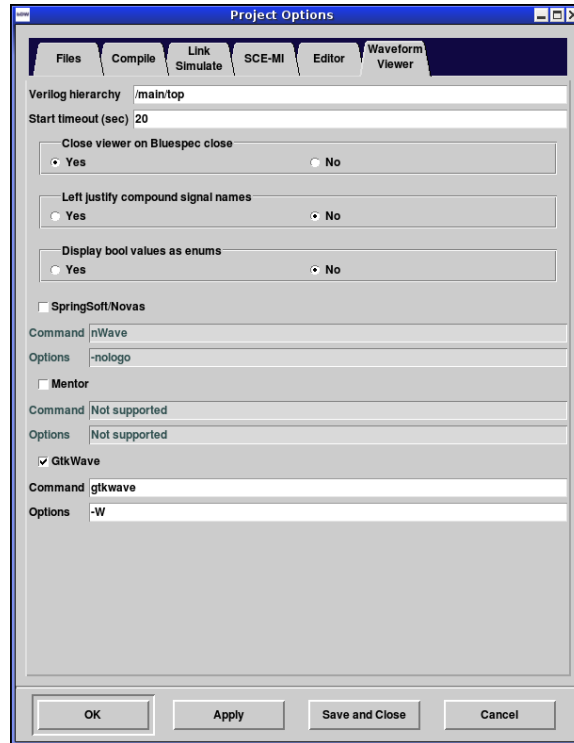 Project Options
Files Compile Link Simulate SCE-MI Editor Waveform Viewer
Verilog hierarchy /main/top
Start timeout (sec) 20
Close viewer on Bluespec close
Yes No
Left justify compound signal names
Yes No
Display bool values as enums
Yes No
SpringSoft/Novas
Command nWave
Options -nologo
Mentor
Command Not supported
Options Not supported
GtkWave
Command gtkwave
Options -W
OK Apply Save and Close Cancel